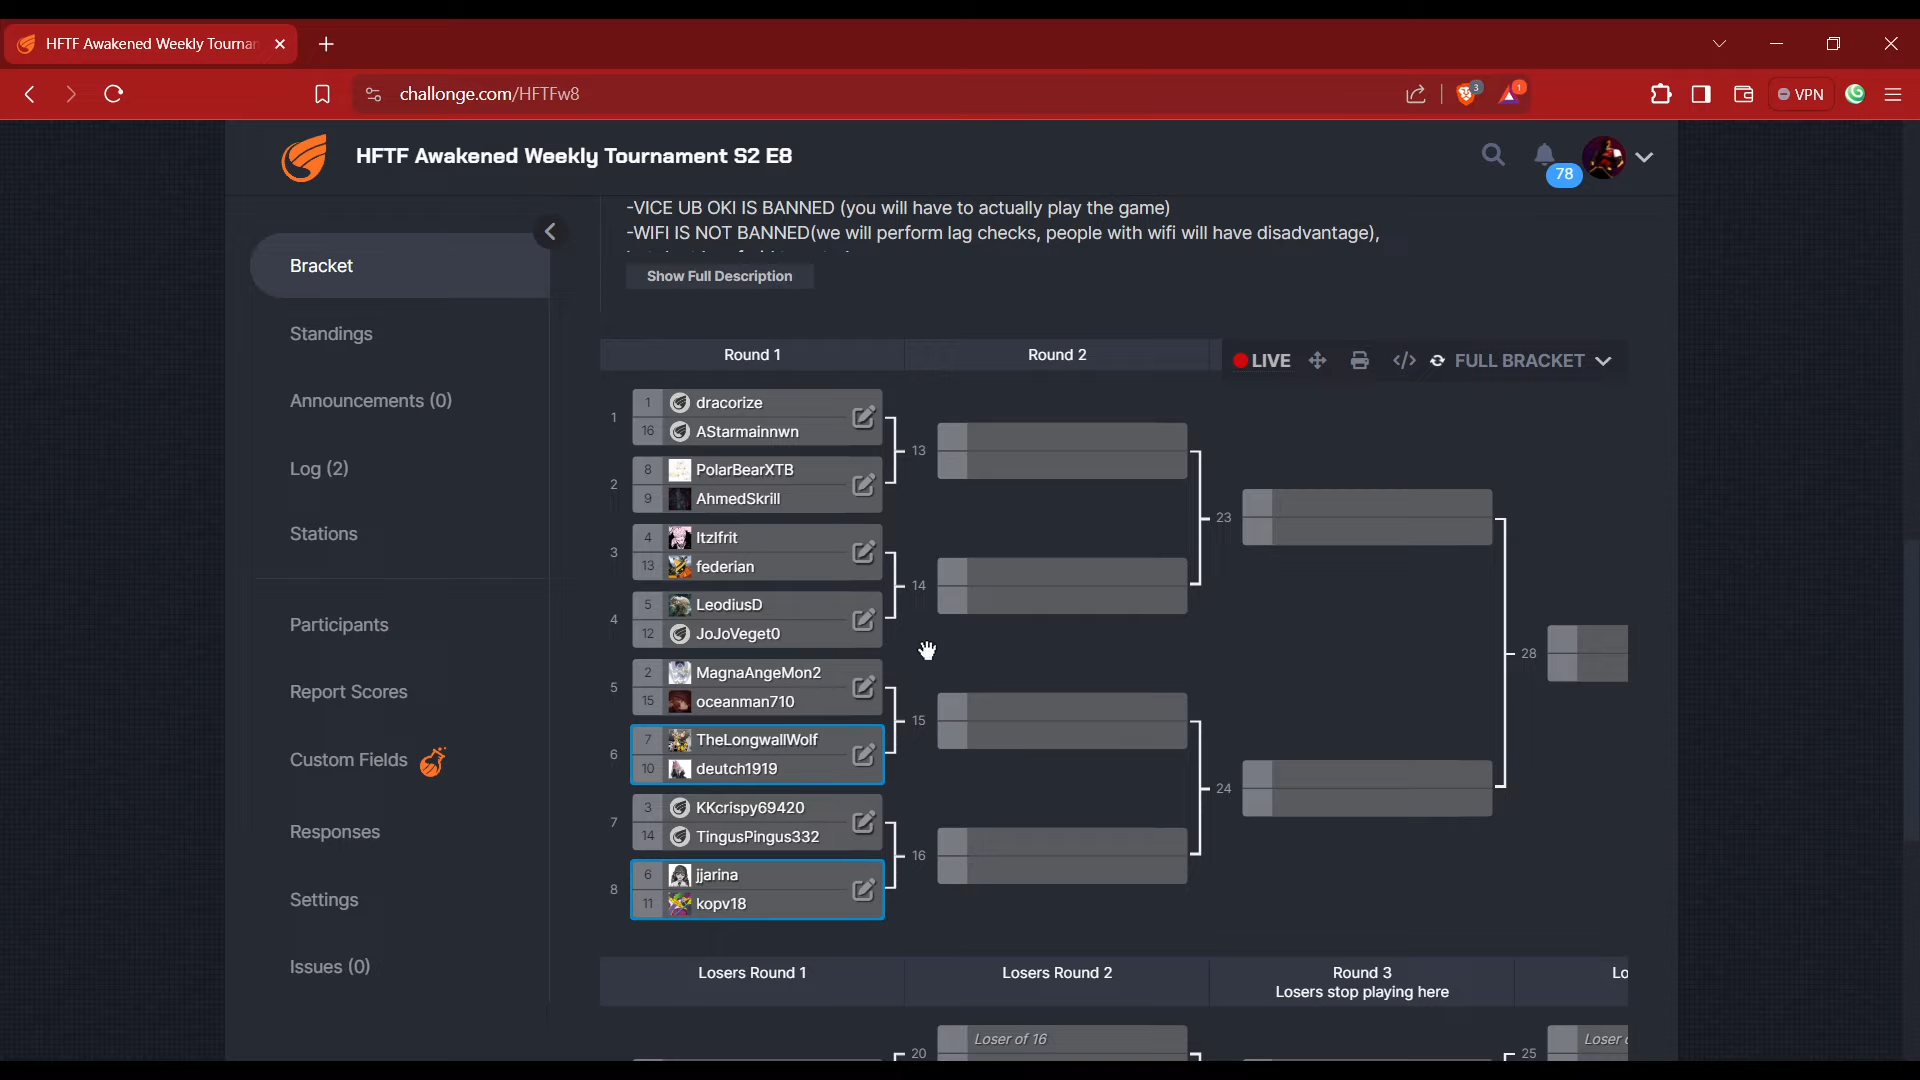 HFTF Awakened Weekly Tournan
challonge.com/HFTFw8
3
1
VPN
HFTF Awakened Weekly Tournament S2 E8
78
-VICE UB OKI IS BANNED (you will have to actually play the game)
-WIFI IS NOT BANNED(we will perform lag checks, people with wifi will have disadvantage),
Show Full Description
Bracket
Standings
Announcements (0)
Log (2)
Stations
Participants
Report Scores
Custom Fields
Responses
Settings
Issues (0)
Round 1
Round 2
LIVE
FULL BRACKET
1
1 dracorize
16 AStarmainnwn
2
8 PolarBearXTB
9 AhmedSkrill
3
4 ItzIfrit
13 federian
4
5 LeodiusD
12 JoJoVeget0
5
2 MagnaAngeMon2
15 oceanman710
6
7 TheLongwallWolf
10 deutch1919
7
3 KKcrispy69420
14 TingusPingus332
8
6 jjarina
11 kopv18
13
14
15
16
23
24
28
Losers Round 1
Losers Round 2
Round 3
Losers stop playing here
Lo
20
Loser of 16
25
Loser